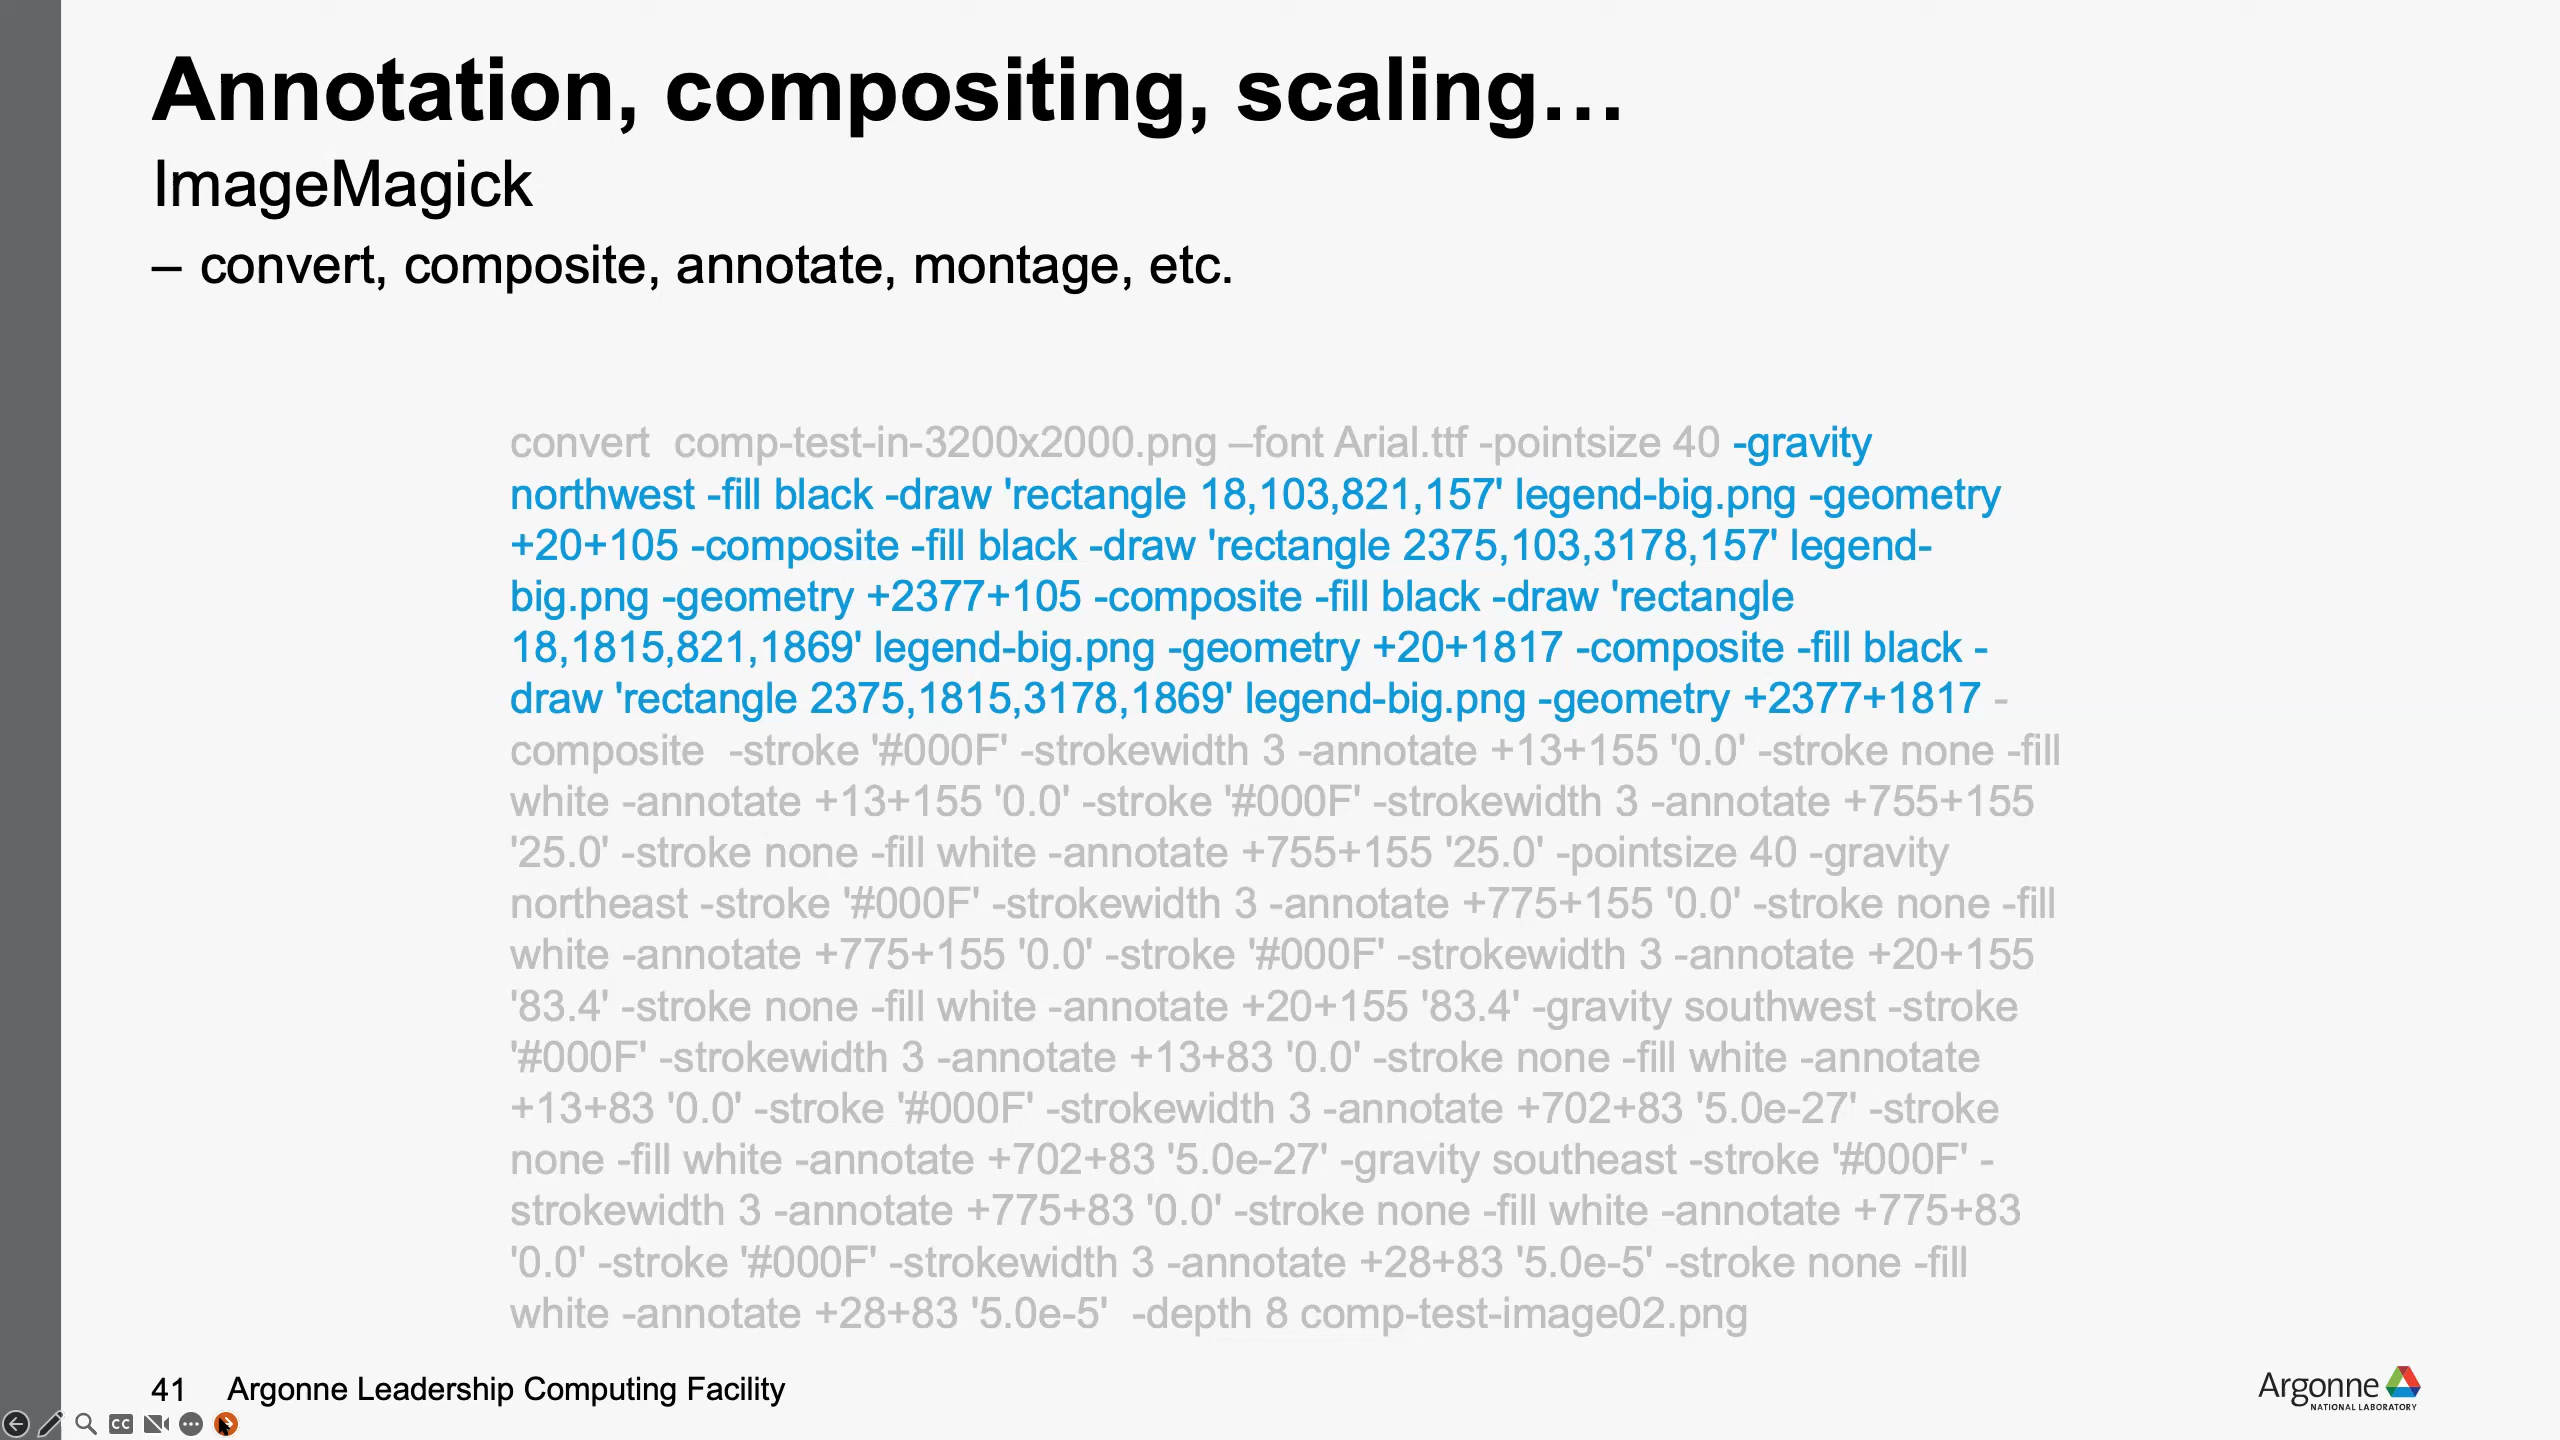 Annotation, compositing, scaling…
ImageMagick
– convert, composite, annotate, montage, etc.
convert  comp-test-in-3200x2000.png –font Arial.ttf -pointsize 40 -gravity
northwest -fill black -draw 'rectangle 18,103,821,157' legend-big.png -geometry
+20+105 -composite -fill black -draw 'rectangle 2375,103,3178,157' legend-
big.png -geometry +2377+105 -composite -fill black -draw 'rectangle
18,1815,821,1869' legend-big.png -geometry +20+1817 -composite -fill black -
draw 'rectangle 2375,1815,3178,1869' legend-big.png -geometry +2377+1817 -
composite  -stroke '#000F' -strokewidth 3 -annotate +13+155 '0.0' -stroke none -fill
white -annotate +13+155 '0.0' -stroke '#000F' -strokewidth 3 -annotate +755+155
'25.0' -stroke none -fill white -annotate +755+155 '25.0' -pointsize 40 -gravity
northeast -stroke '#000F' -strokewidth 3 -annotate +775+155 '0.0' -stroke none -fill
white -annotate +775+155 '0.0' -stroke '#000F' -strokewidth 3 -annotate +20+155
'83.4' -stroke none -fill white -annotate +20+155 '83.4' -gravity southwest -stroke
'#000F' -strokewidth 3 -annotate +13+83 '0.0' -stroke none -fill white -annotate
+13+83 '0.0' -stroke '#000F' -strokewidth 3 -annotate +702+83 '5.0e-27' -stroke
none -fill white -annotate +702+83 '5.0e-27' -gravity southeast -stroke '#000F' -
strokewidth 3 -annotate +775+83 '0.0' -stroke none -fill white -annotate +775+83
'0.0' -stroke '#000F' -strokewidth 3 -annotate +28+83 '5.0e-5' -stroke none -fill
white -annotate +28+83 '5.0e-5'  -depth 8 comp-test-image02.png
41 Argonne Leadership Computing Facility
Argonne
NATIONAL LABORATORY
CC